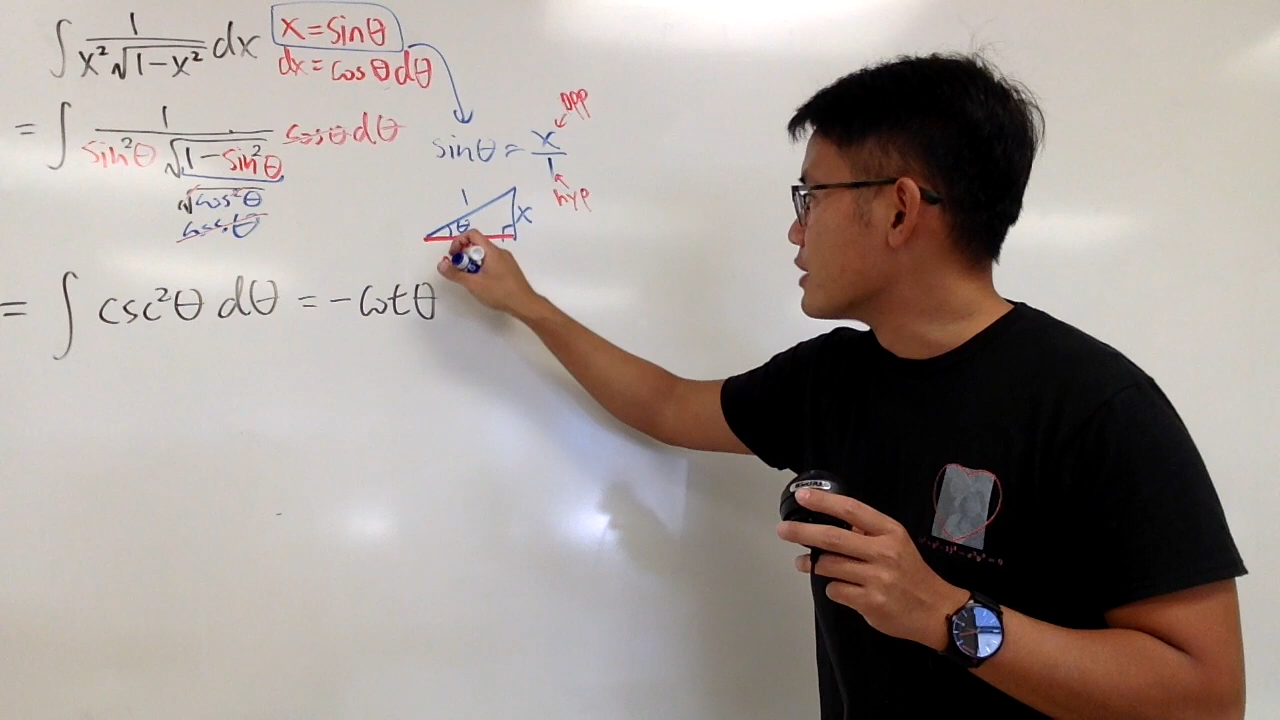 ∫ 1/(x²√(1-x²)) dx
x = sinθ
dx = cosθ dθ
= ∫ 1/(sin²θ √(1-sin²θ)) cosθ dθ
√cos²θ
cosθ
sinθ = x/1
opp
hyp
1
θ
x
= ∫ csc²θ dθ = -cotθ